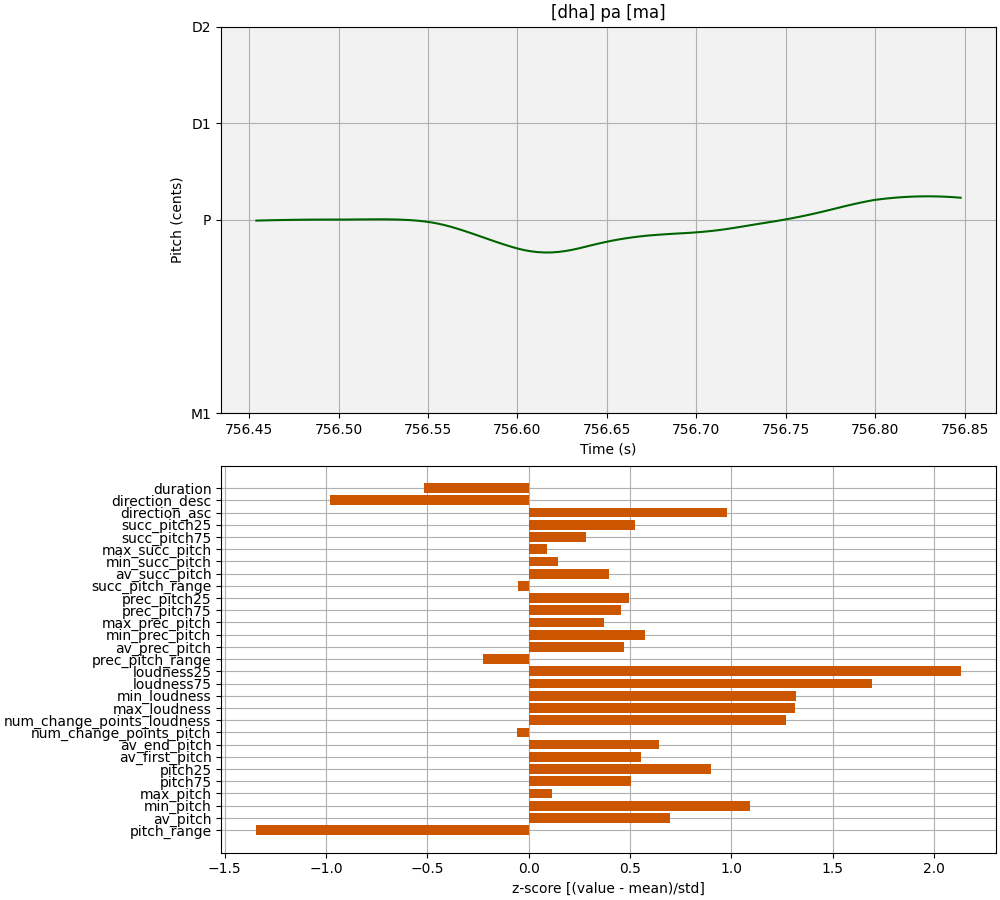 [dha] pa [ma]
D2
D1
P
M1
Pitch (cents)
756.45 756.50 756.55 756.60 756.65 756.70 756.75 756.80 756.85
Time (s)
duration
direction_desc
direction_asc
succ_pitch25
succ_pitch75
max_succ_pitch
min_succ_pitch
av_succ_pitch
succ_pitch_range
prec_pitch25
prec_pitch75
max_prec_pitch
min_prec_pitch
av_prec_pitch
prec_pitch_range
loudness25
loudness75
min_loudness
max_loudness
num_change_points_loudness
num_change_points_pitch
av_end_pitch
av_first_pitch
pitch25
pitch75
max_pitch
min_pitch
av_pitch
pitch_range
−1.5 −1.0 −0.5 0.0 0.5 1.0 1.5 2.0
z-score [(value - mean)/std]